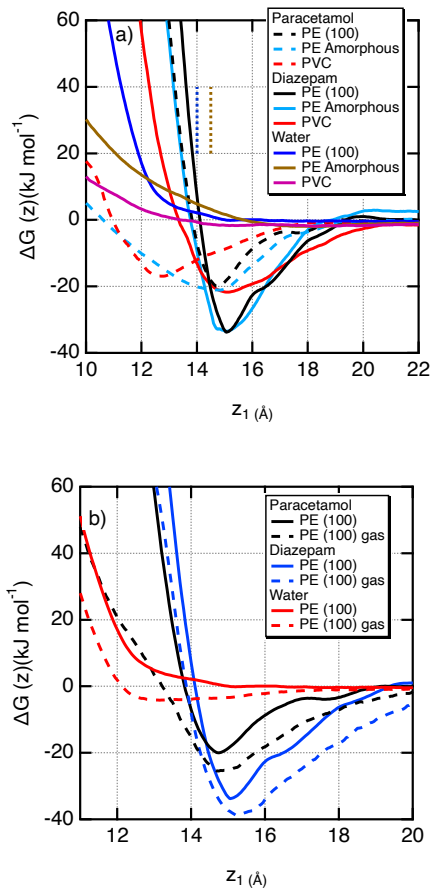 60
40
20
0
-20
-40
ΔG (z)(kJ mol⁻¹)
a)
Paracetamol
PE (100)
PE Amorphous
PVC
Diazepam
PE (100)
PE Amorphous
PVC
Water
PE (100)
PE Amorphous
PVC
10 12 14 16 18 20 22
z₁ (Å)
60
40
20
0
-20
-40
ΔG (z)(kJ mol⁻¹)
b)
Paracetamol
PE (100)
PE (100) gas
Diazepam
PE (100)
PE (100) gas
Water
PE (100)
PE (100) gas
12 14 16 18 20
z₁ (Å)